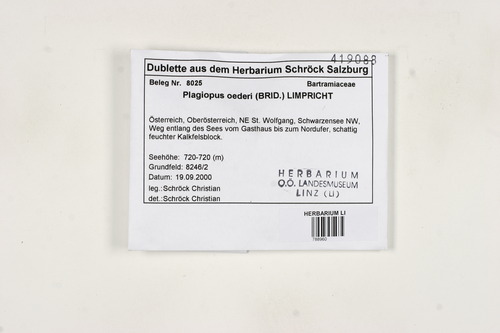 419088
Dublette aus dem Herbarium Schröck Salzburg
Beleg Nr. 8025 Bartramiaceae
Plagiopus oederi (BRID.) LIMPRICHT
Österreich, Oberösterreich, NE St. Wolfgang, Schwarzensee NW,
Weg entlang des Sees vom Gasthaus bis zum Nordufer, schattig
feuchter Kalkfelsblock.
Seehöhe: 720-720 (m)
Grundfeld: 8246/2
Datum: 19.09.2000
leg.:Schröck Christian
det.:Schröck Christian
HERBARIUM
O.Ö. LANDESMUSEUM
LINZ (LI)
HERBARIUM LI
788960